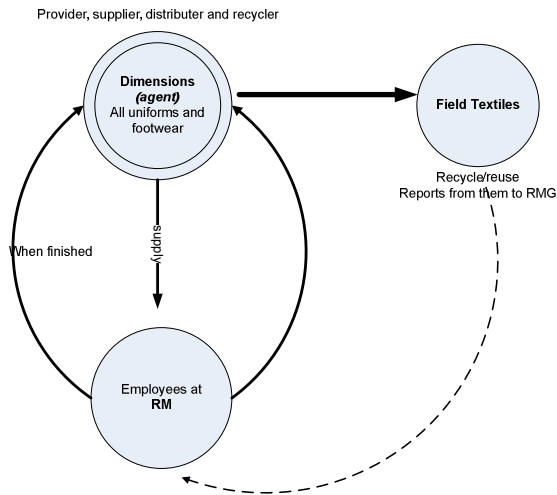 Provider, supplier, distributer and recycler
Dimensions
(agent)
All uniforms and
footwear
Field Textiles
Recycle/reuse
Reports from them to RMG
supply
When finished
Employees at
RM